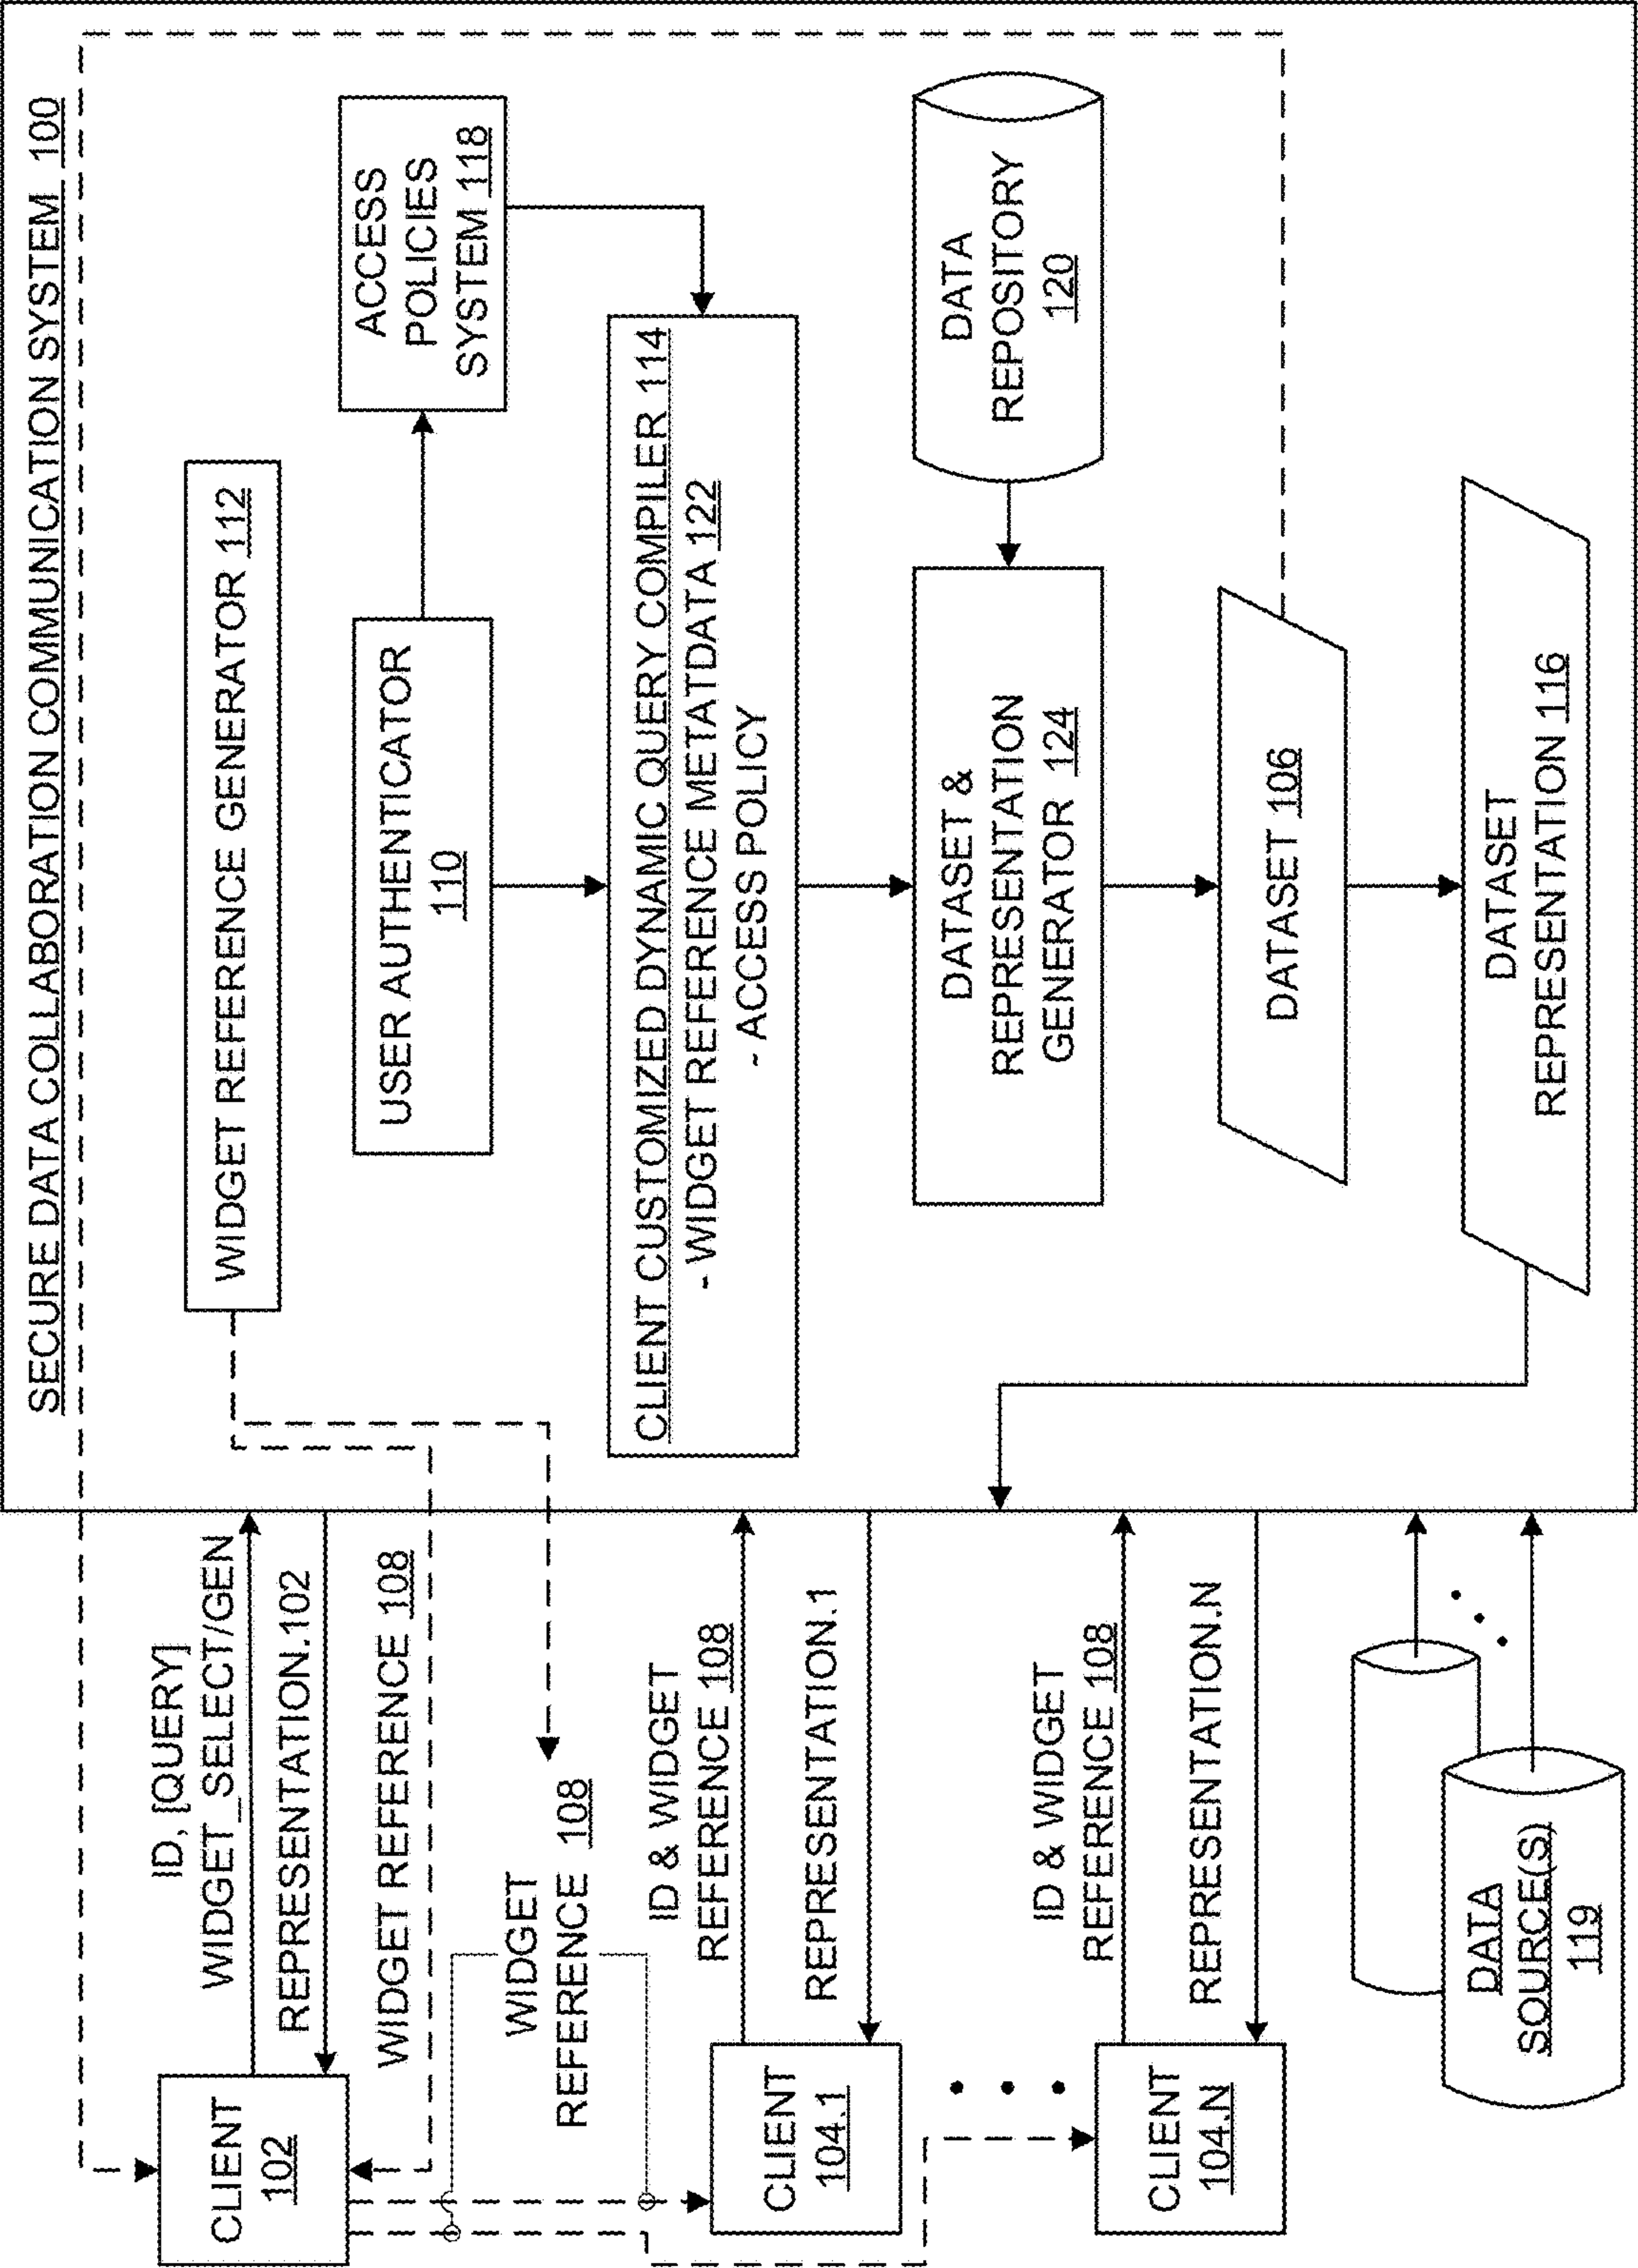 SECURE DATA COLLABORATION COMMUNICATION SYSTEM 100
ID, [QUERY]
WIDGET_SELECT/GEN
REPRESENTATION.102
WIDGET REFERENCE 108
CLIENT
102
WIDGET
REFERENCE 108
ID & WIDGET
REFERENCE 108
REPRESENTATION.1
CLIENT
104.1
ID & WIDGET
REFERENCE 108
REPRESENTATION.N
CLIENT
104.N
DATA
SOURCE(S)
119
WIDGET REFERENCE GENERATOR 112
USER AUTHENTICATOR
110
ACCESS
POLICIES
SYSTEM 118
CLIENT CUSTOMIZED DYNAMIC QUERY COMPILER 114
- WIDGET REFERENCE METATDATA 122
- ACCESS POLICY
DATASET &
REPRESENTATION
GENERATOR 124
DATA
REPOSITORY
120
DATASET 106
DATASET
REPRESENTATION 116